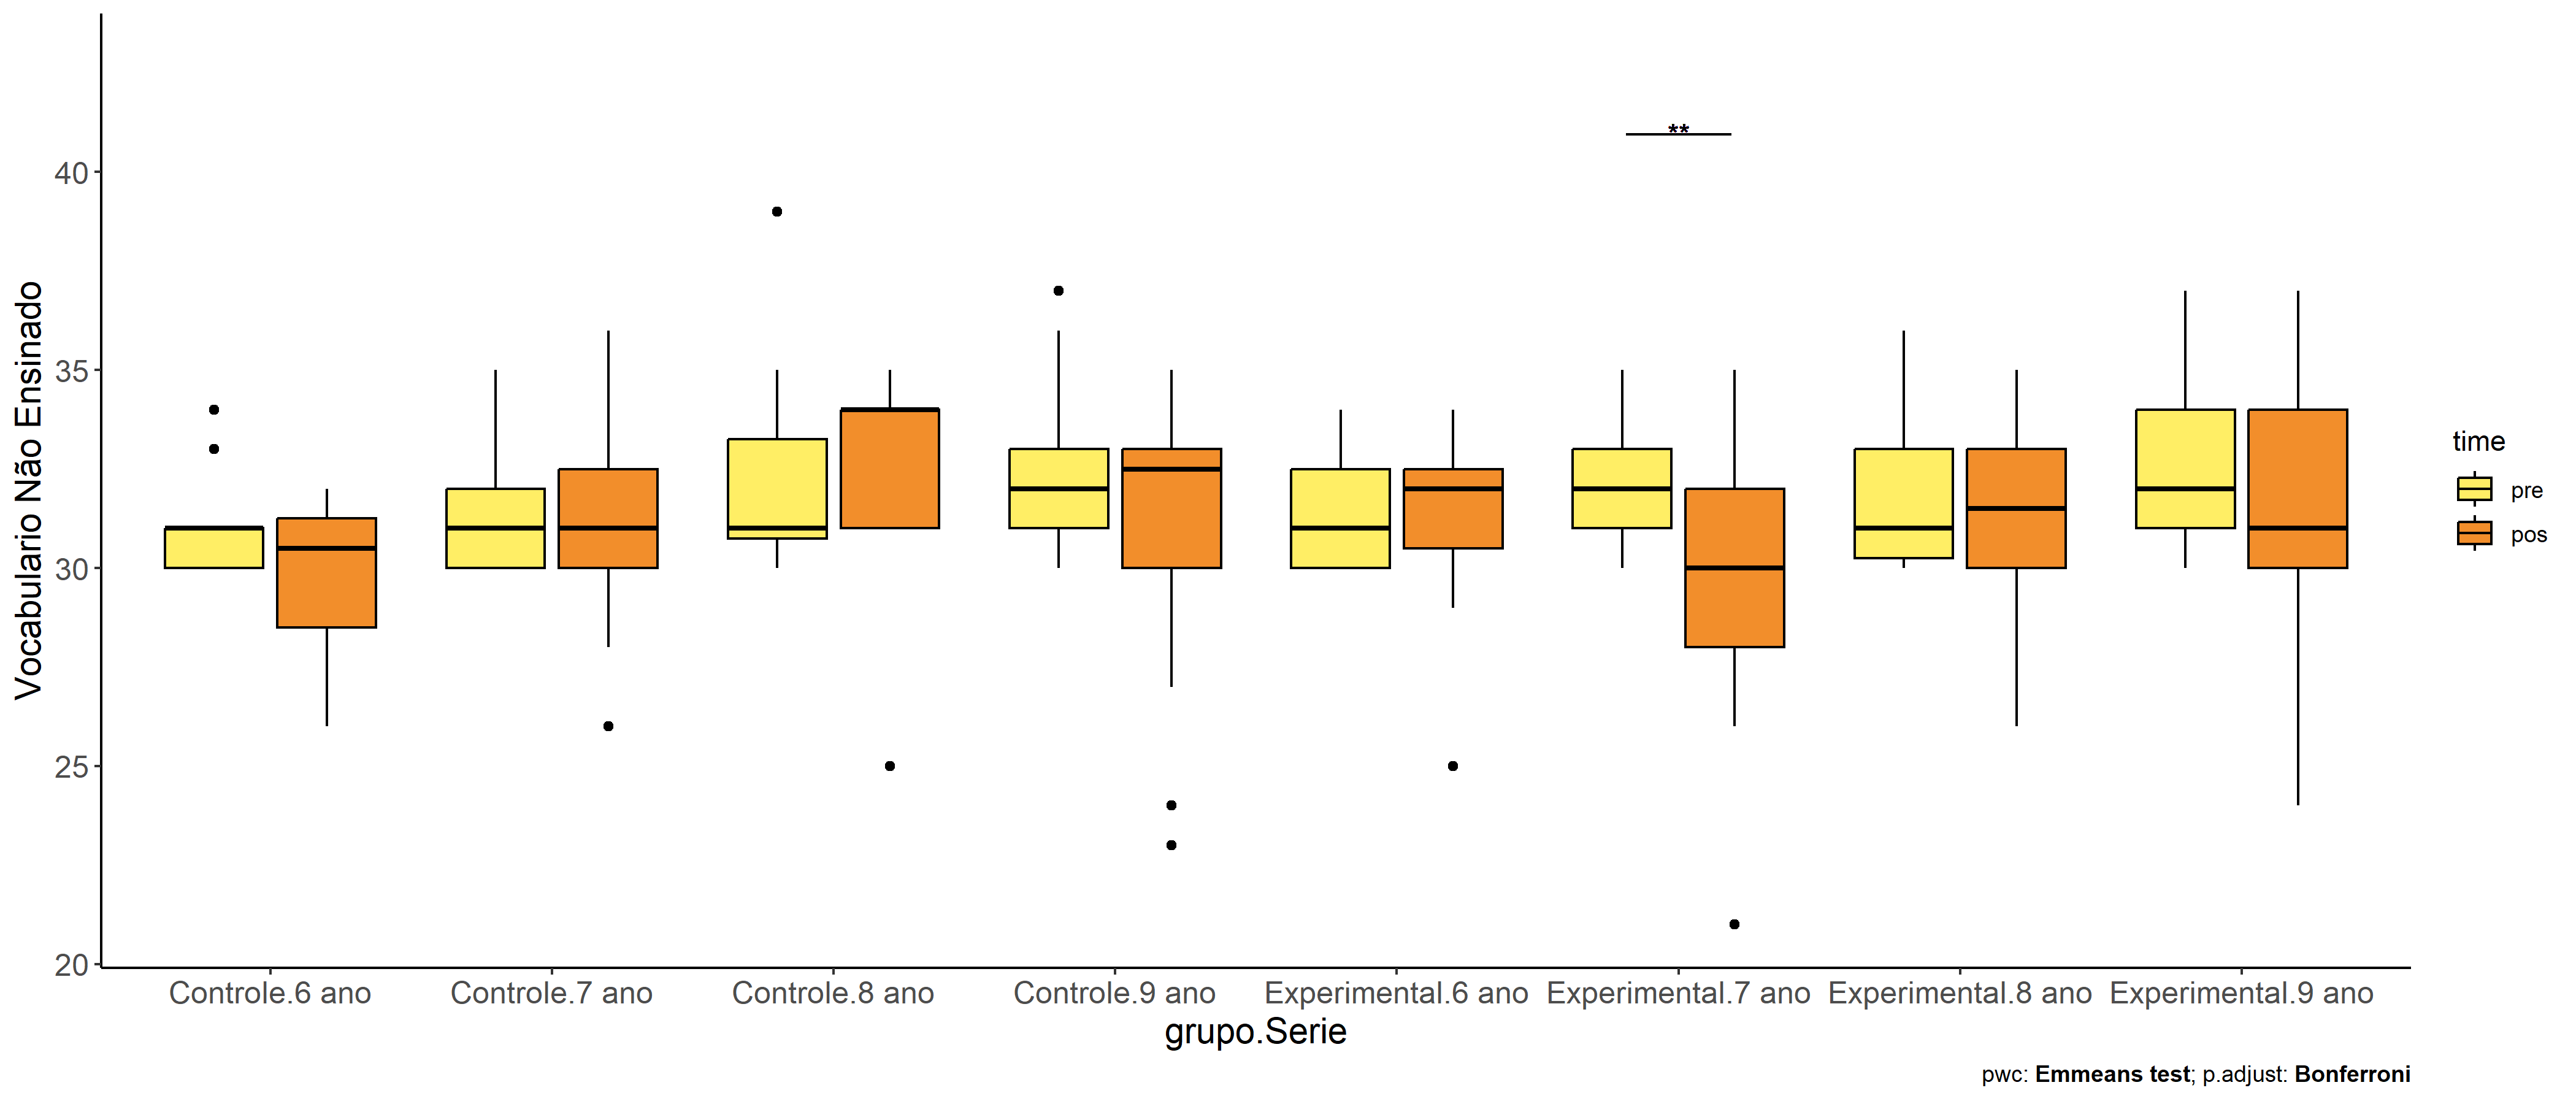 Vocabulario Não Ensinado
40
35
30
25
20
**
Controle.6 ano
Controle.7 ano
Controle.8 ano
Controle.9 ano
Experimental.6 ano
Experimental.7 ano
Experimental.8 ano
Experimental.9 ano
grupo.Serie
time
pre
pos
pwc: Emmeans test; p.adjust: Bonferroni